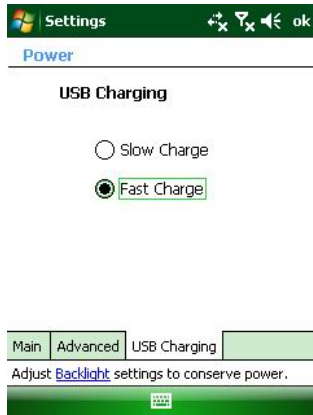 Settings ok
Power
USB Charging
Slow Charge
Fast Charge
Main Advanced USB Charging
Adjust Backlight settings to conserve power.